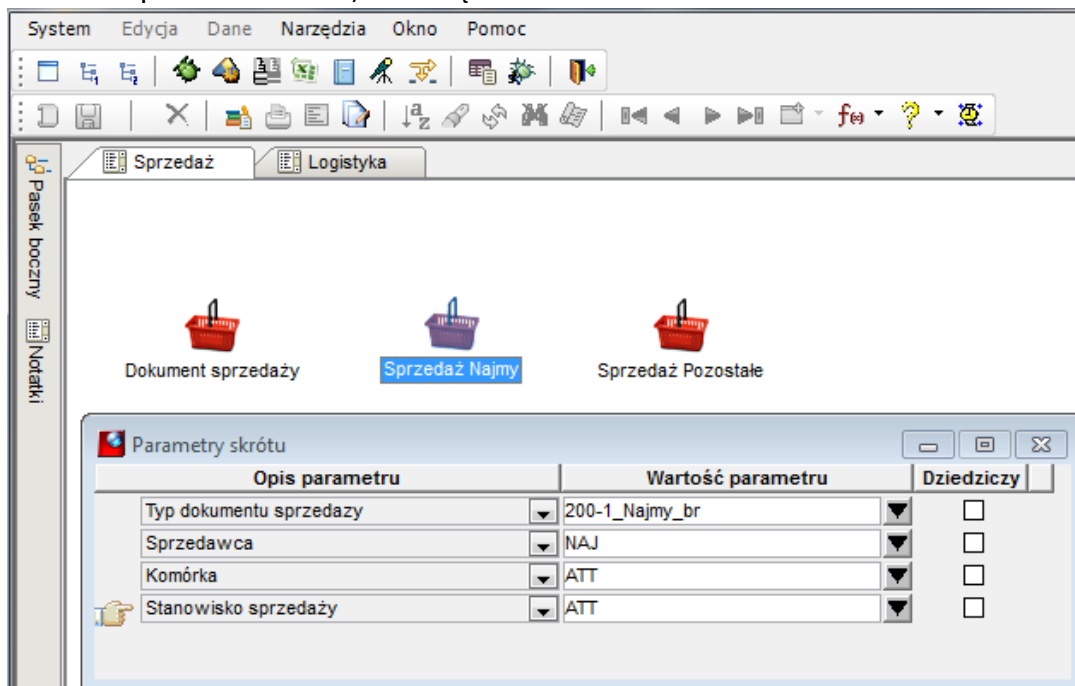 System Edycja Dane Narzędzia Okno Pomoc
Sprzedaż Logistyka
Pasek boczny
Notatki
Dokument sprzedaży Sprzedaż Najmy Sprzedaż Pozostałe
Parametry skrótu
Opis parametru Wartość parametru Dziedziczy
Typ dokumentu sprzedazy 200-1_Najmy_br
Sprzedawca NAJ
Komórka ATT
Stanowisko sprzedaży ATT